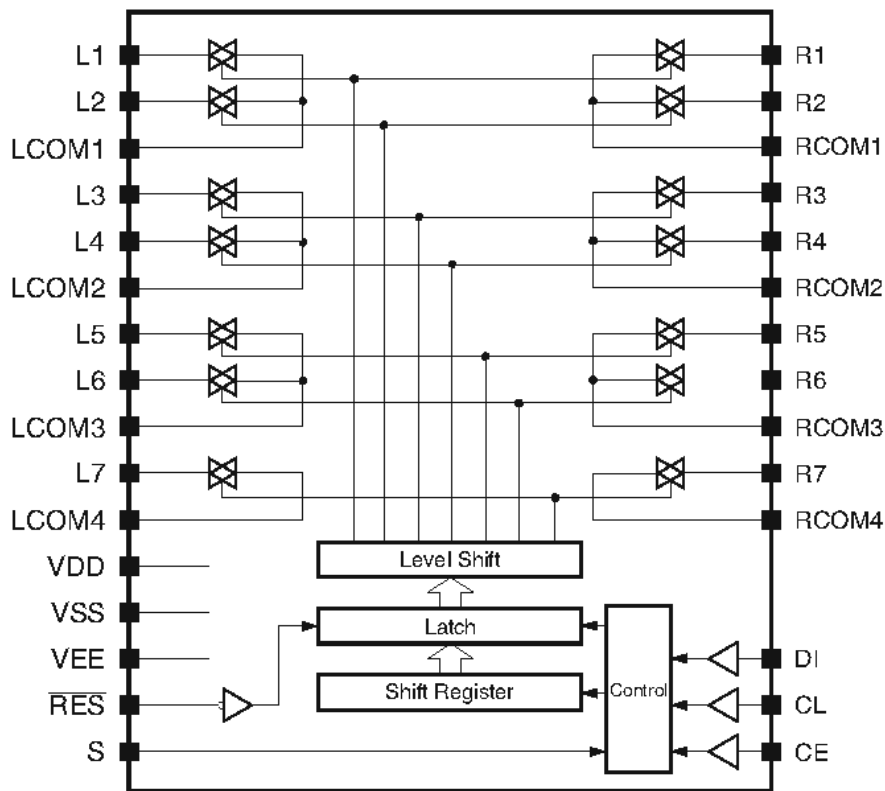 L1
L2
LCOM1
L3
L4
LCOM2
L5
L6
LCOM3
L7
LCOM4
VDD
VSS
VEE
RES
S
Level Shift
Latch
Shift Register
Control
R1
R2
RCOM1
R3
R4
RCOM2
R5
R6
RCOM3
R7
RCOM4
DI
CL
CE